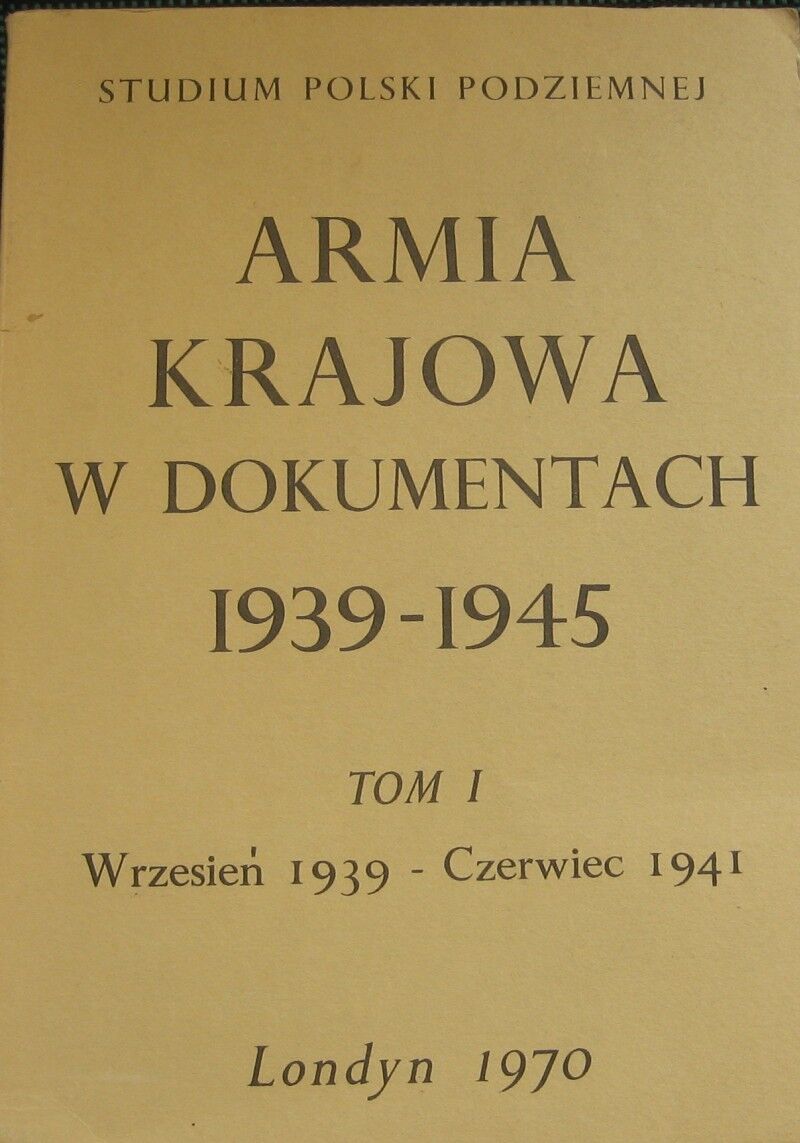 STUDIUM POLSKI PODZIEMNEJ
ARMIA
KRAJOWA
W DOKUMENTACH
1939-1945
TOM I
Wrzesień 1939 - Czerwiec 1941
Londyn 1970